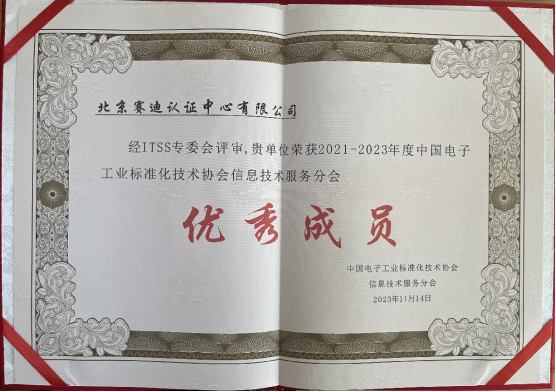 北京赛迪认证中心有限公司
经ITSS专委会评审,贵单位荣获2021-2023年度中国电子
工业标准化技术协会信息技术服务分会
优秀成员
中国电子工业标准化技术协会
信息技术服务分会
2023年11月14日